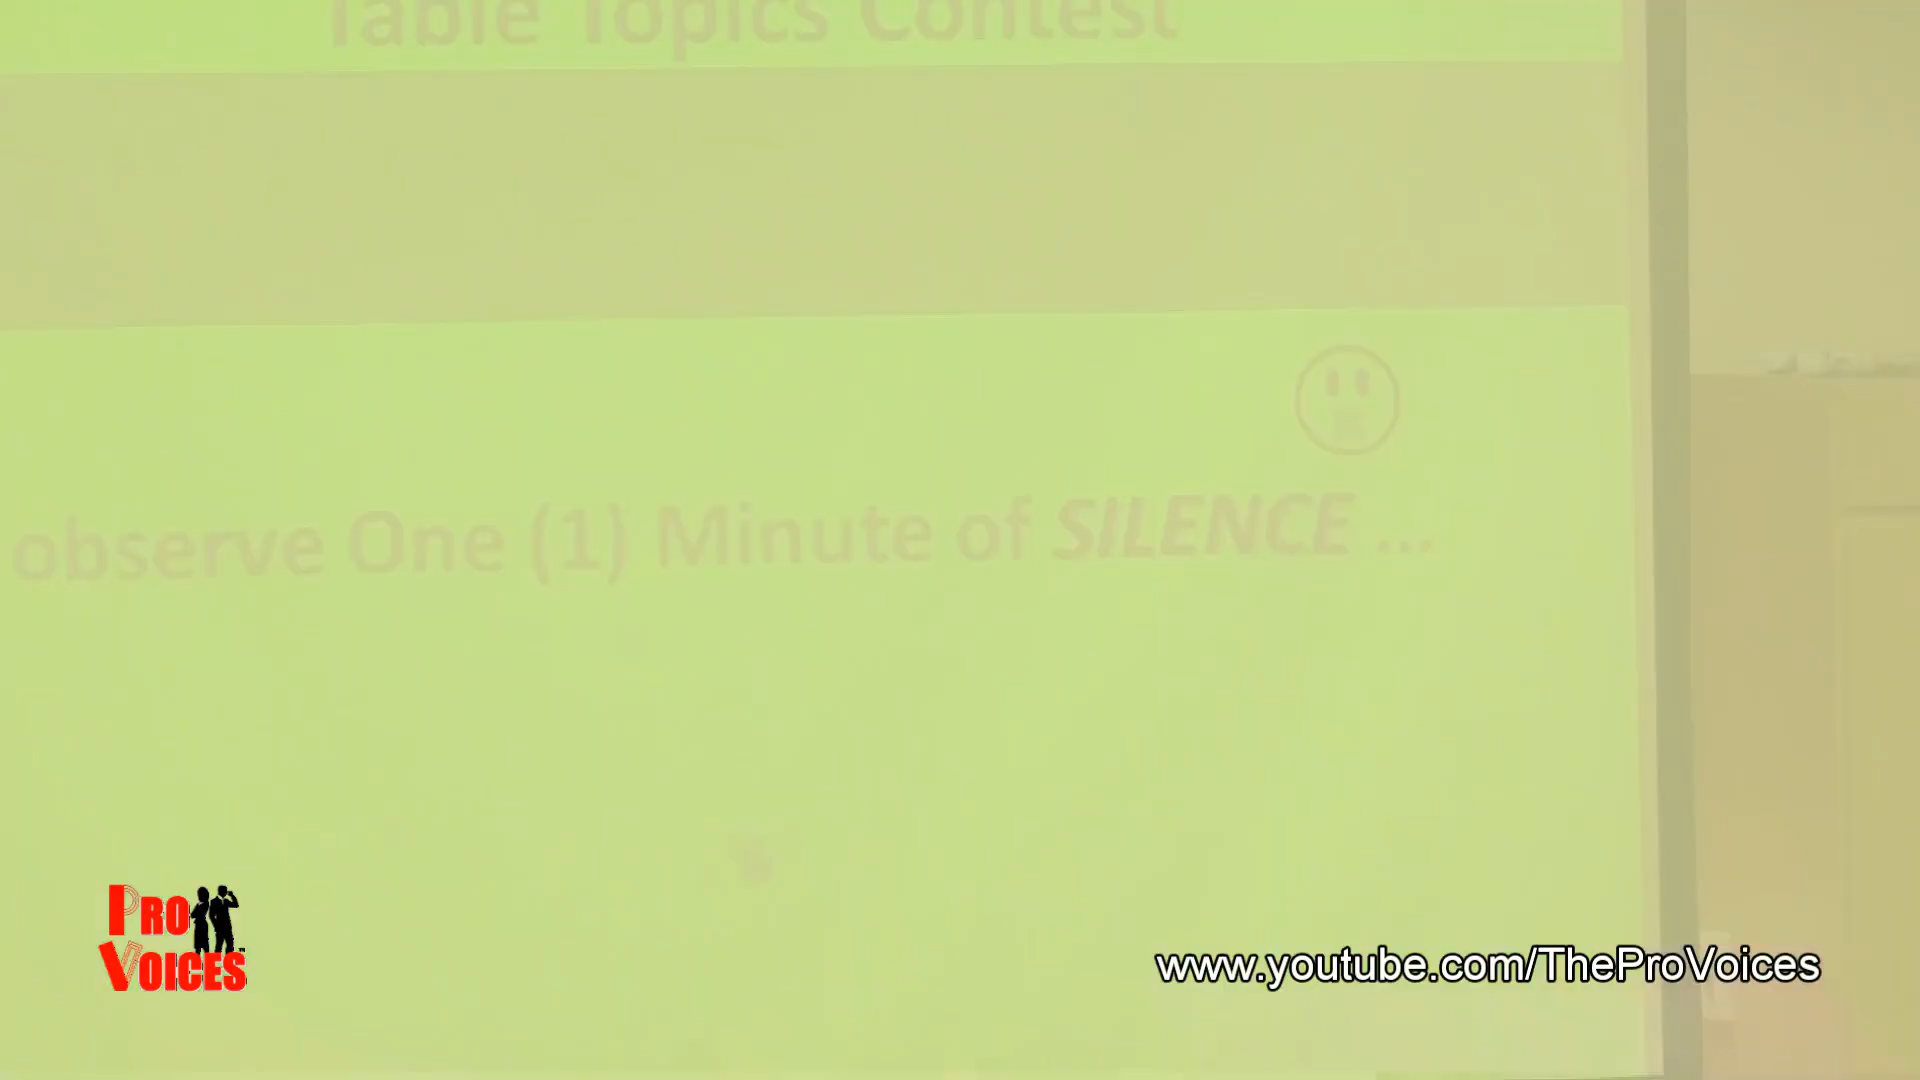 Table Topics Contest
observe One (1) Minute of SILENCE ...
PRO
VOICES
www.youtube.com/TheProVoices